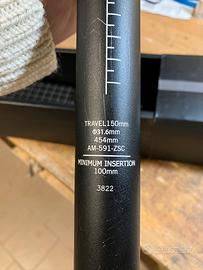 TRAVEL150mm
Φ31.6mm
454mm
AM-591-ZSC
MINIMUM INSERTION
100mm
3822